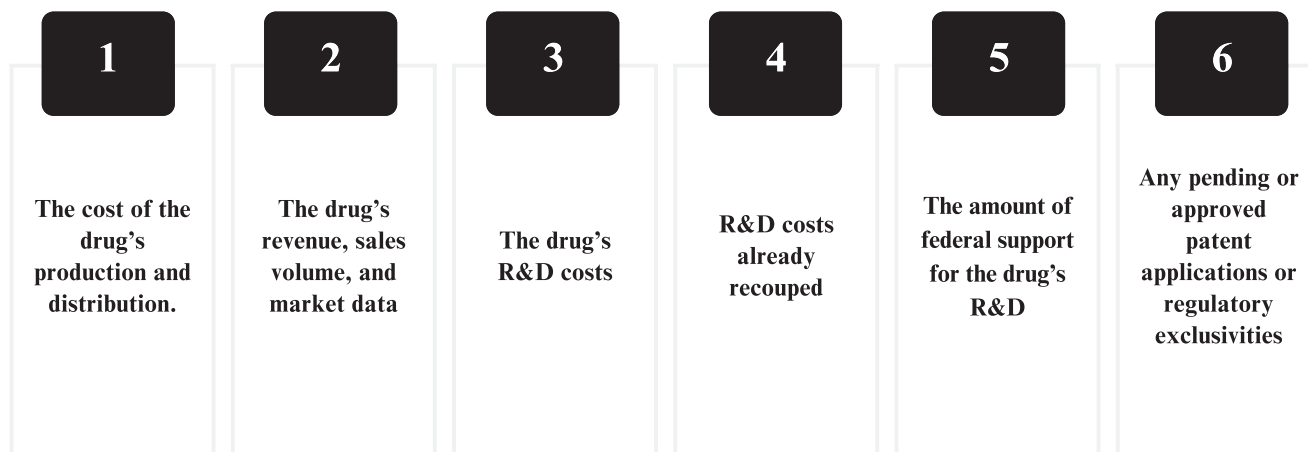 1
The cost of the
drug’s
production and
distribution.
2
The drug’s
revenue, sales
volume, and
market data
3
The drug’s
R&D costs
4
R&D costs
already
recouped
5
The amount of
federal support
for the drug’s
R&D
6
Any pending or
approved
patent
applications or
regulatory
exclusivities